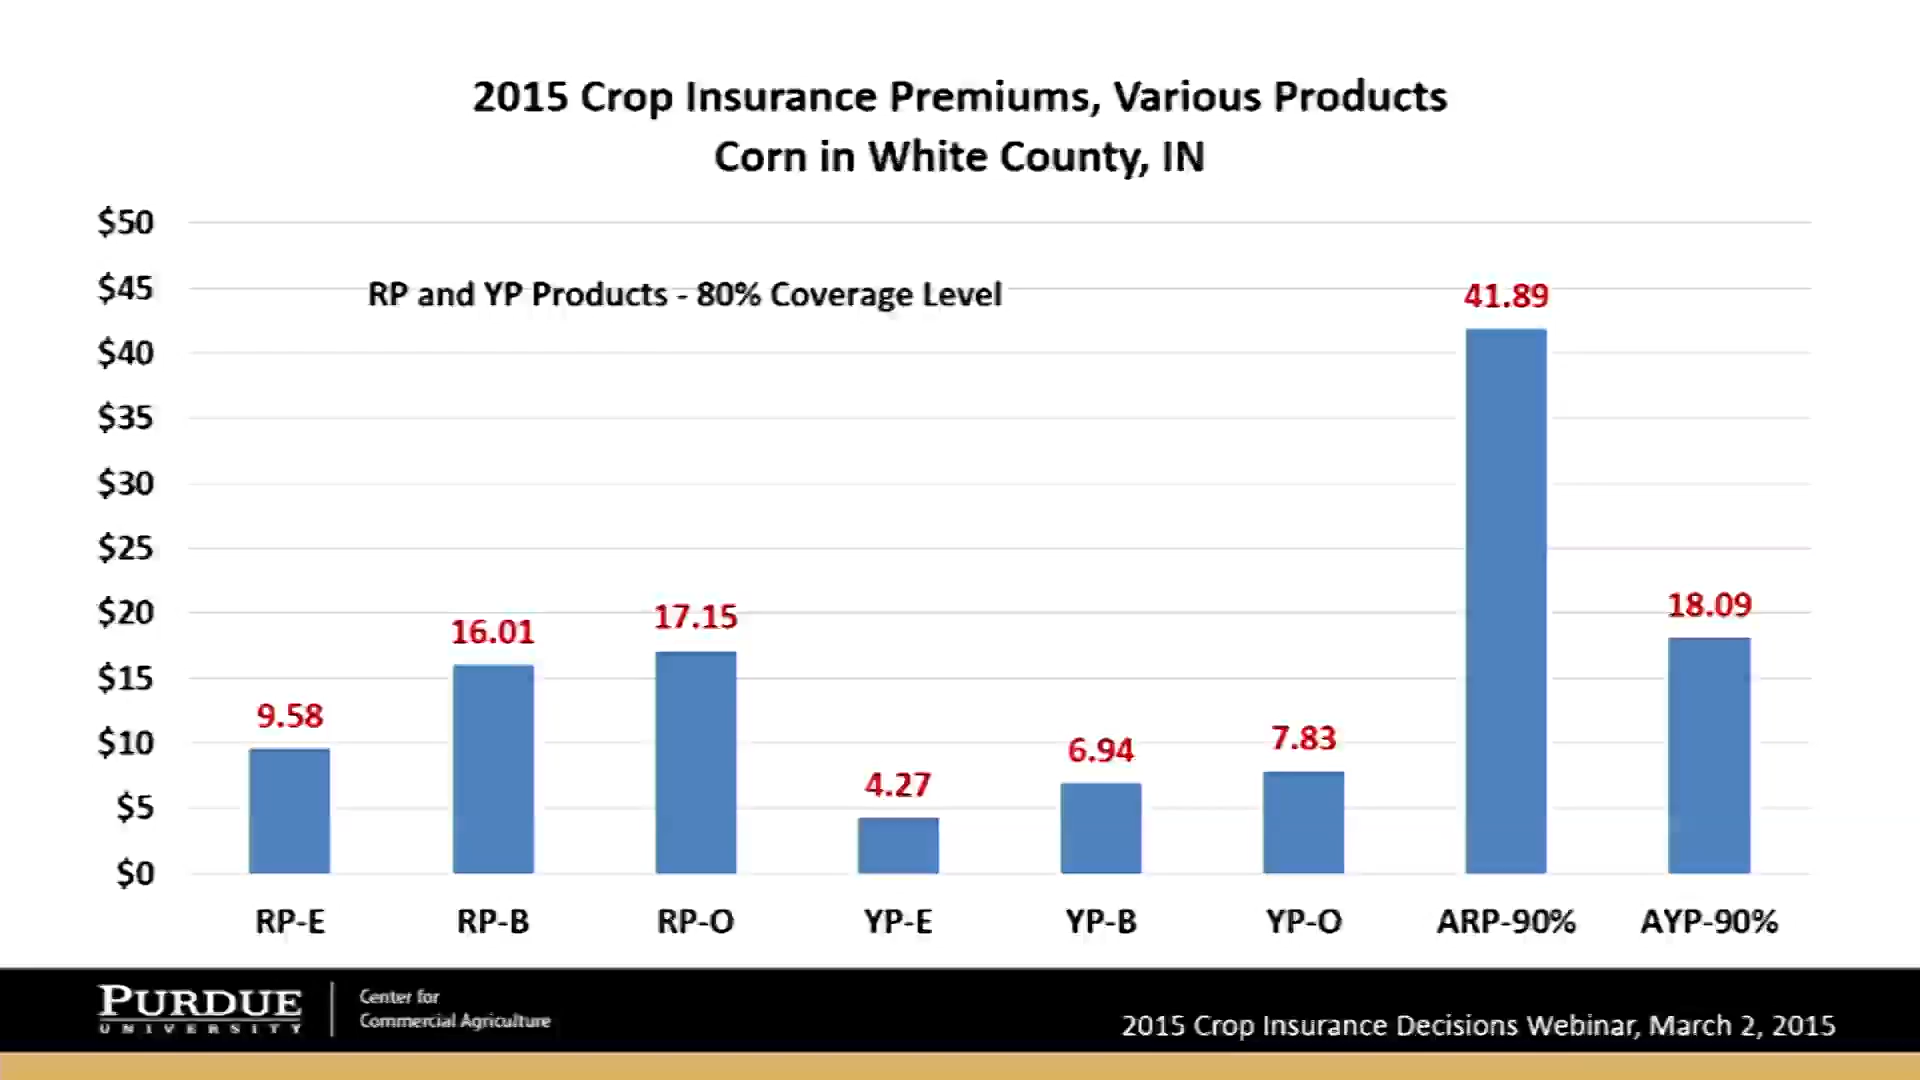 2015 Crop Insurance Premiums, Various Products
Corn in White County, IN
$50
$45
$40
$35
$30
$25
$20
$15
$10
$5
$0
RP and YP Products - 80% Coverage Level
9.58
16.01
17.15
4.27
6.94
7.83
41.89
18.09
RP-E
RP-B
RP-O
YP-E
YP-B
YP-O
ARP-90%
AYP-90%
PURDUE
UNIVERSITY
Center for
Commercial Agriculture
2015 Crop Insurance Decisions Webinar, March 2, 2015